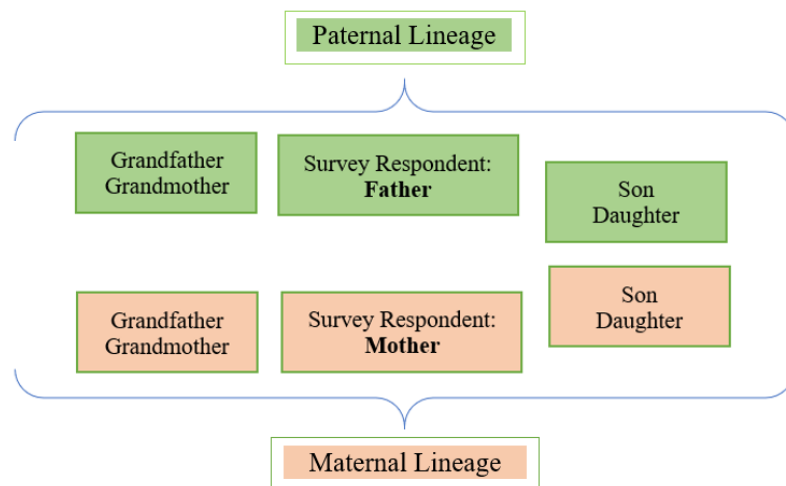 Paternal Lineage
Grandfather
Grandmother
Survey Respondent:
Father
Son
Daughter
Grandfather
Grandmother
Survey Respondent:
Mother
Son
Daughter
Maternal Lineage